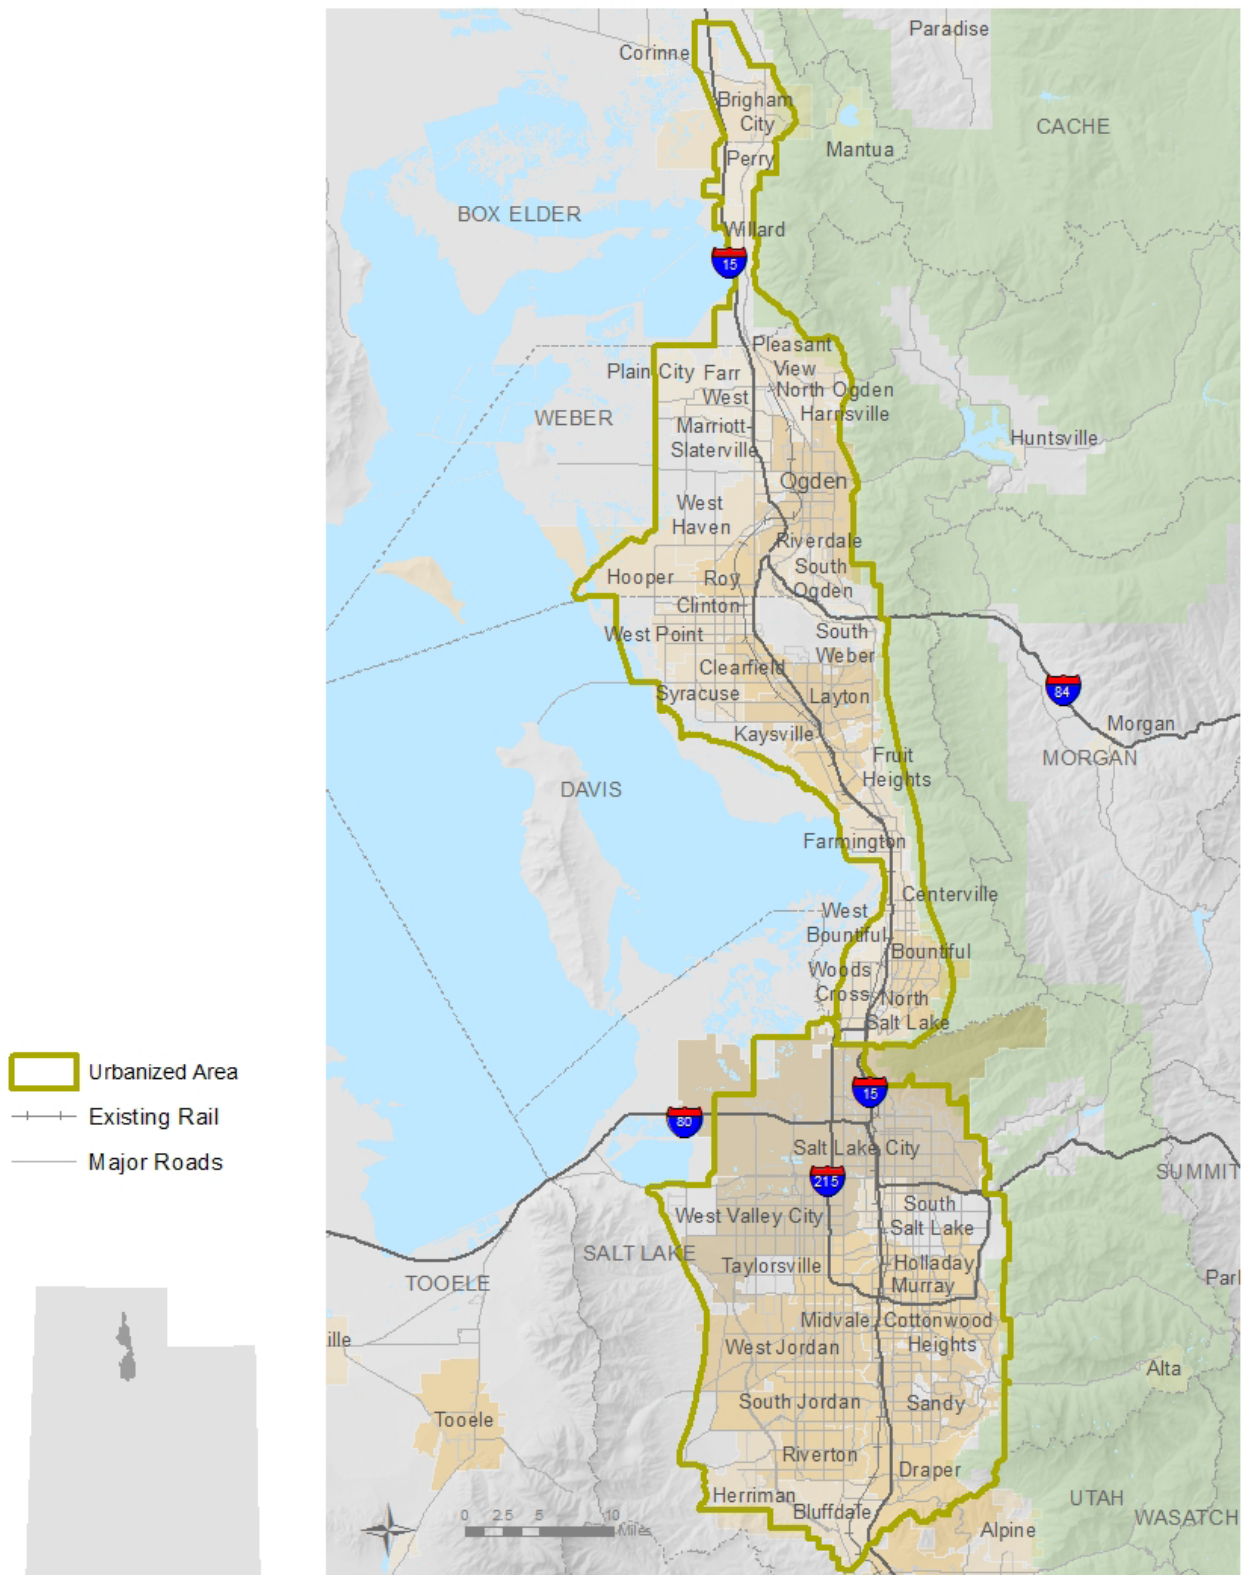 Paradise
Corinne
Brigham
City
CACHE
Mantua
Perry
BOX ELDER
Willard
15
Pleasant
View
Plain City
Farr
West
North Ogden
Harrisville
WEBER
Marriott-
Slaterville
Huntsville
Ogden
West
Haven
Riverdale
South
Ogden
Hooper
Roy
Clinton
West Point
South
Weber
Clearfield
Syracuse
Layton
84
Morgan
Kaysville
MORGAN
Fruit
Heights
DAVIS
Farmington
Centerville
West
Bountiful
Bountiful
Woods
Cross
North
Salt Lake
Urbanized Area
Existing Rail
Major Roads
15
80
Salt Lake City
215
SUMMIT
South
Salt Lake
West Valley City
SALT LAKE
Taylorsville
Holladay
Murray
TOOELE
Parl
Midvale
Cottonwood
Heights
ille
West Jordan
Alta
South Jordan
Sandy
Tooele
Riverton
Draper
Herriman
Bluffdale
UTAH
WASATCH
Alpine
0 2.5 5 10
Miles